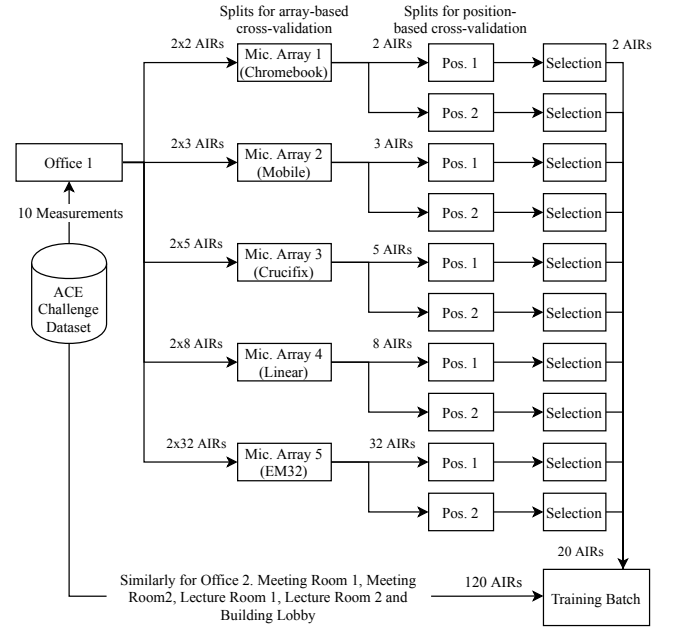 Splits for array-based
cross-validation
Splits for position-
based cross-validation
2x2 AIRs
Mic. Array 1
(Chromebook)
2 AIRs
Pos. 1
Selection
2 AIRs
Pos. 2
Selection
Office 1
2x3 AIRs
Mic. Array 2
(Mobile)
3 AIRs
Pos. 1
Selection
Pos. 2
Selection
10 Measurements
ACE
Challenge
Dataset
2x5 AIRs
Mic. Array 3
(Crucifix)
5 AIRs
Pos. 1
Selection
Pos. 2
Selection
2x8 AIRs
Mic. Array 4
(Linear)
8 AIRs
Pos. 1
Selection
Pos. 2
Selection
2x32 AIRs
Mic. Array 5
(EM32)
32 AIRs
Pos. 1
Selection
Pos. 2
Selection
20 AIRs
Similarly for Office 2. Meeting Room 1, Meeting
Room2, Lecture Room 1, Lecture Room 2 and
Building Lobby
120 AIRs
Training Batch